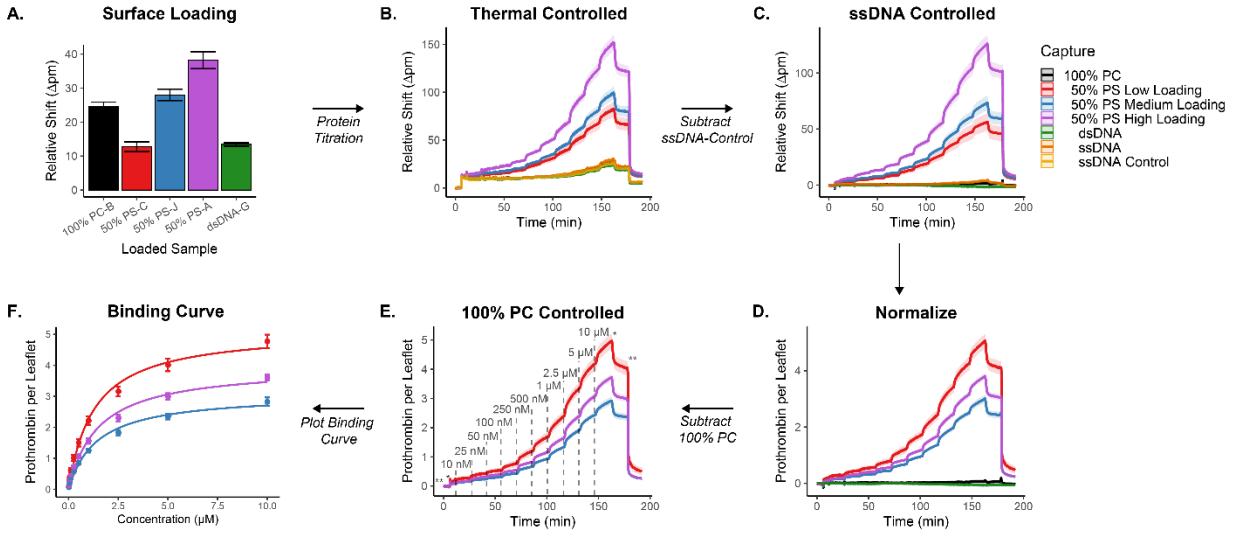 A.
Surface Loading
Relative Shift (Δpm)
40
30
20
10
0
100% PC-B
50% PS-C
50% PS-J
50% PS-A
dsDNA-G
Loaded Sample
Protein
Titration
B.
Thermal Controlled
Relative Shift (Δpm)
150
100
50
0
0
50
100
150
200
Time (min)
Subtract
ssDNA-Control
C.
ssDNA Controlled
Relative Shift (Δpm)
100
50
0
0
50
100
150
200
Time (min)
Capture
100% PC
50% PS Low Loading
50% PS Medium Loading
50% PS High Loading
dsDNA
ssDNA
ssDNA Control
F.
Binding Curve
Prothrombin per Leaflet
5
4
3
2
1
0
0.0
2.5
5.0
7.5
10.0
Concentration (µM)
Plot Binding
Curve
E.
100% PC Controlled
Prothrombin per Leaflet
5
4
3
2
1
0
** *
10 nM
25 nM
50 nM
100 nM
250 nM
500 nM
1 µM
2.5 µM
5 µM
10 µM
*
**
0
50
100
150
200
Time (min)
Subtract
100% PC
D.
Normalize
Prothrombin per Leaflet
4
2
0
0
50
100
150
200
Time (min)